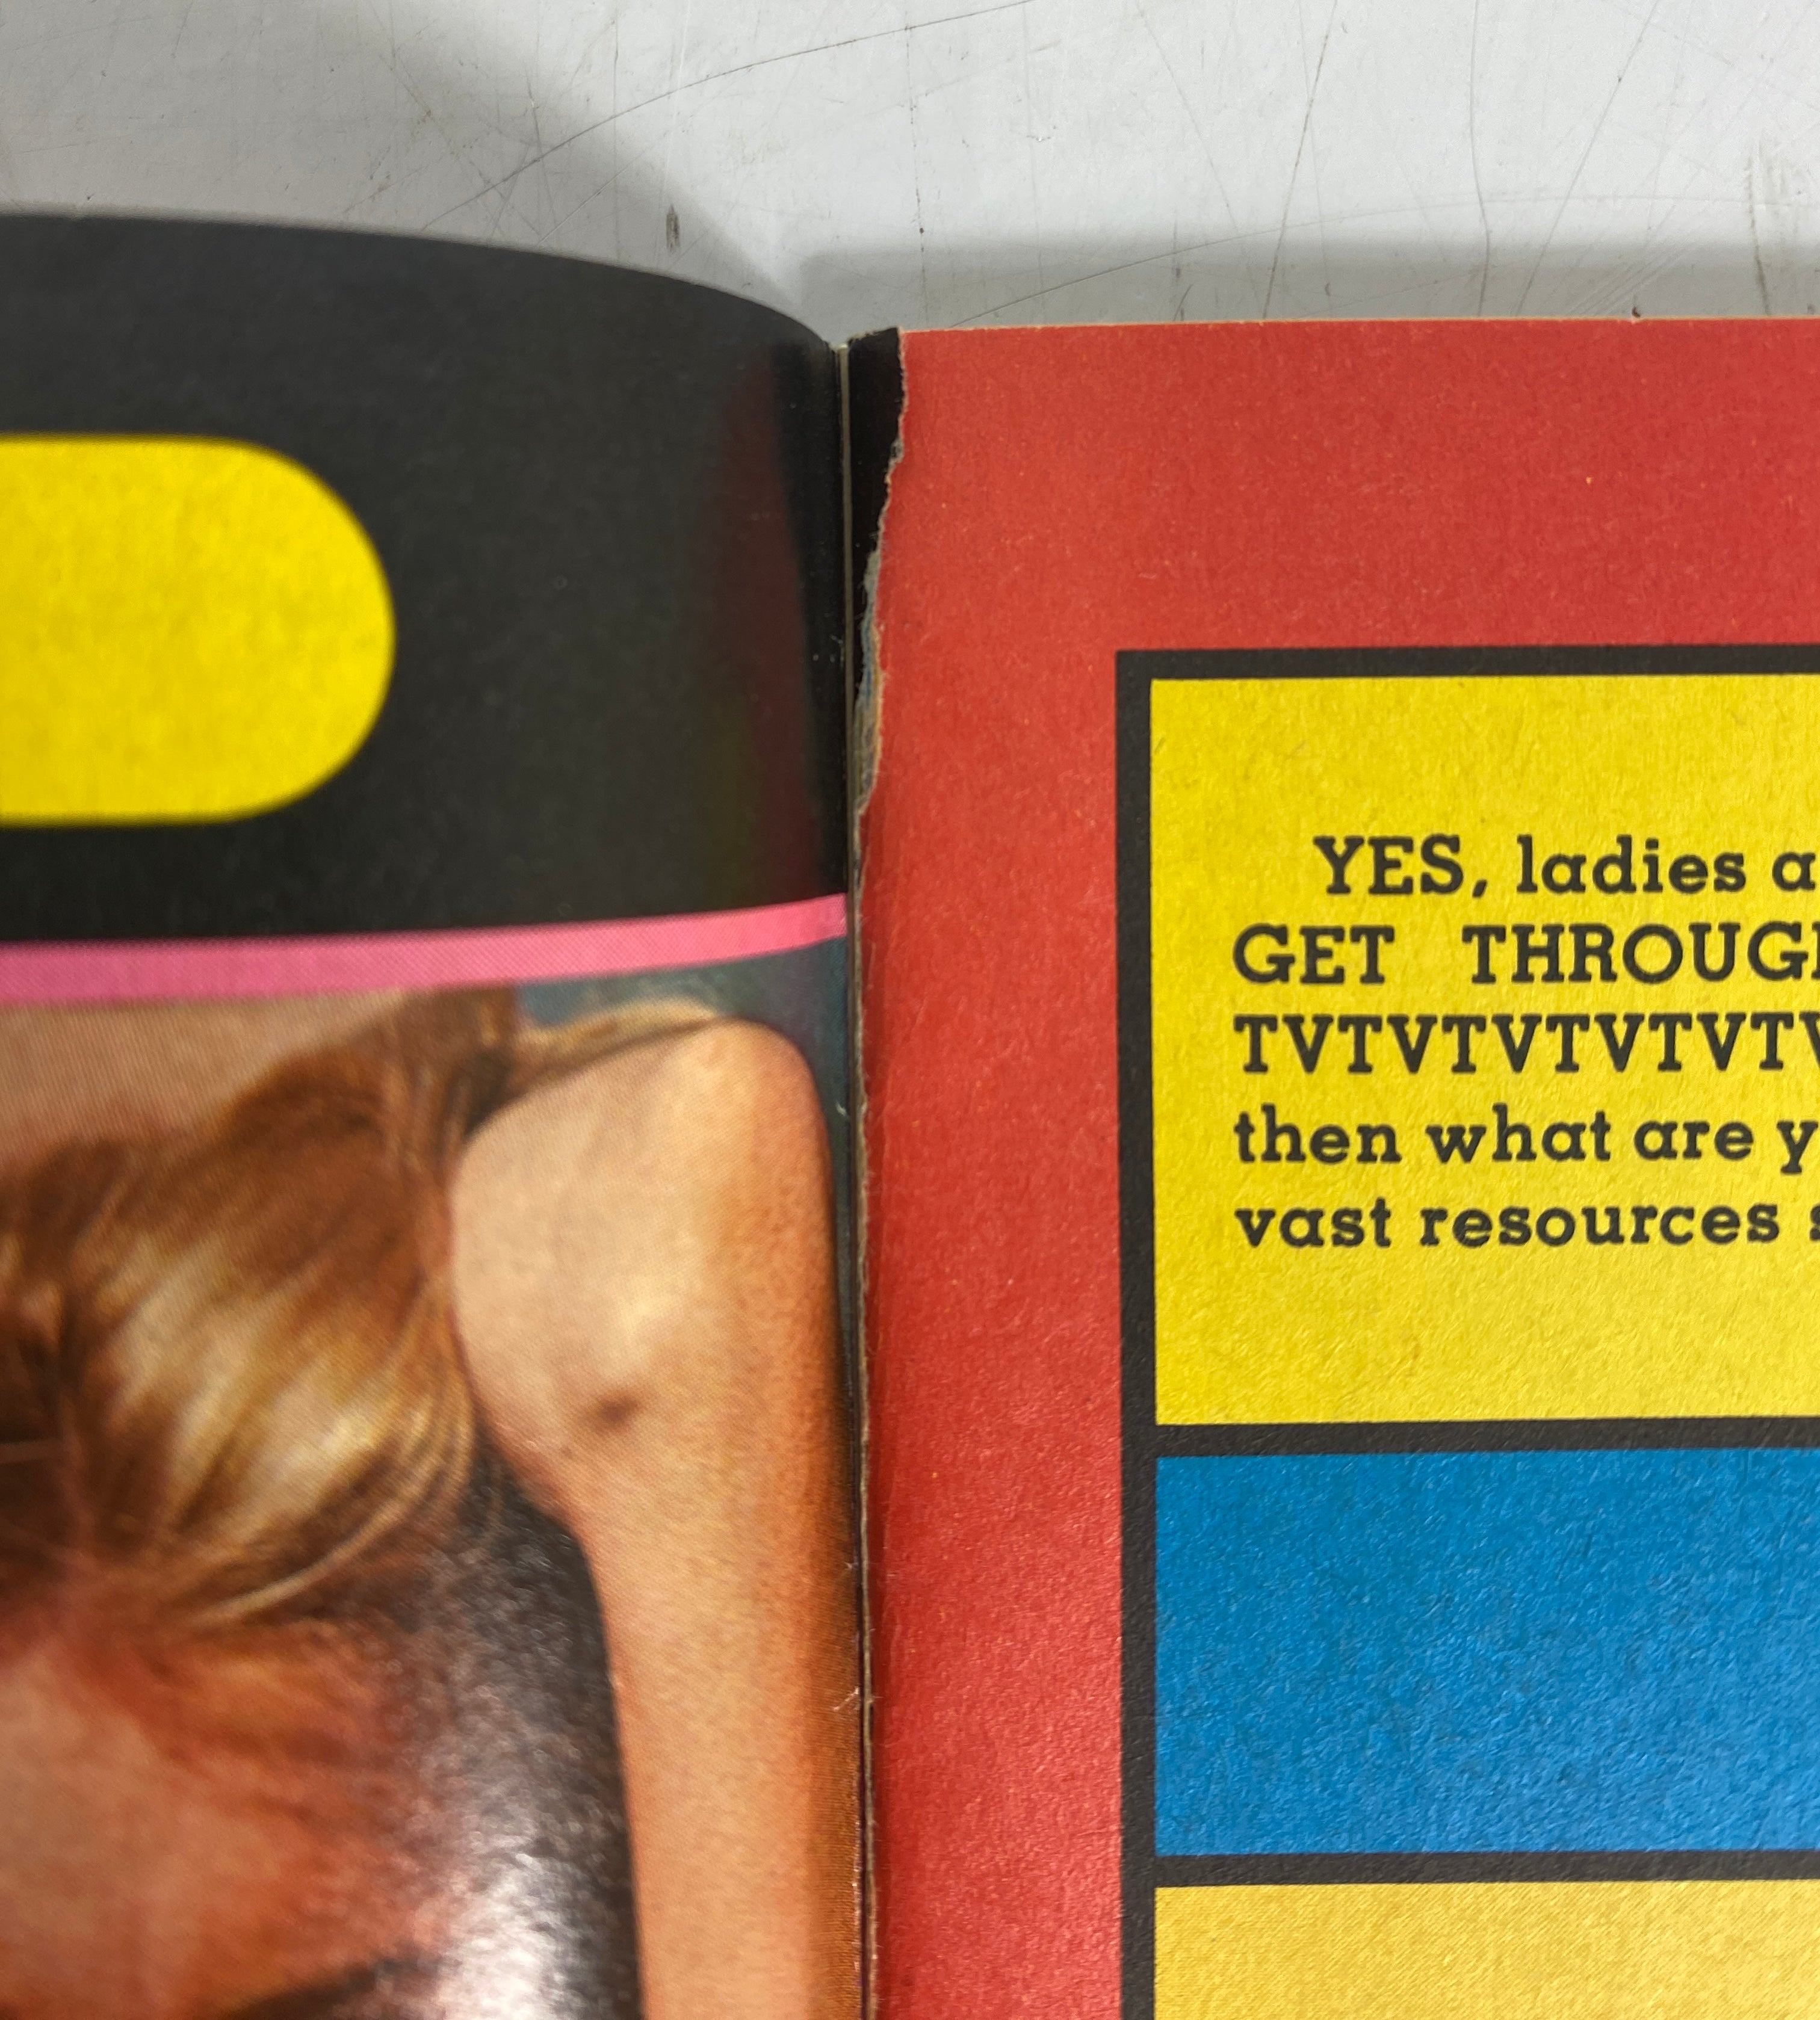 YES, ladies a
GET THROUGH
TVTVTVTVTVTV
then what are y
vast resources s